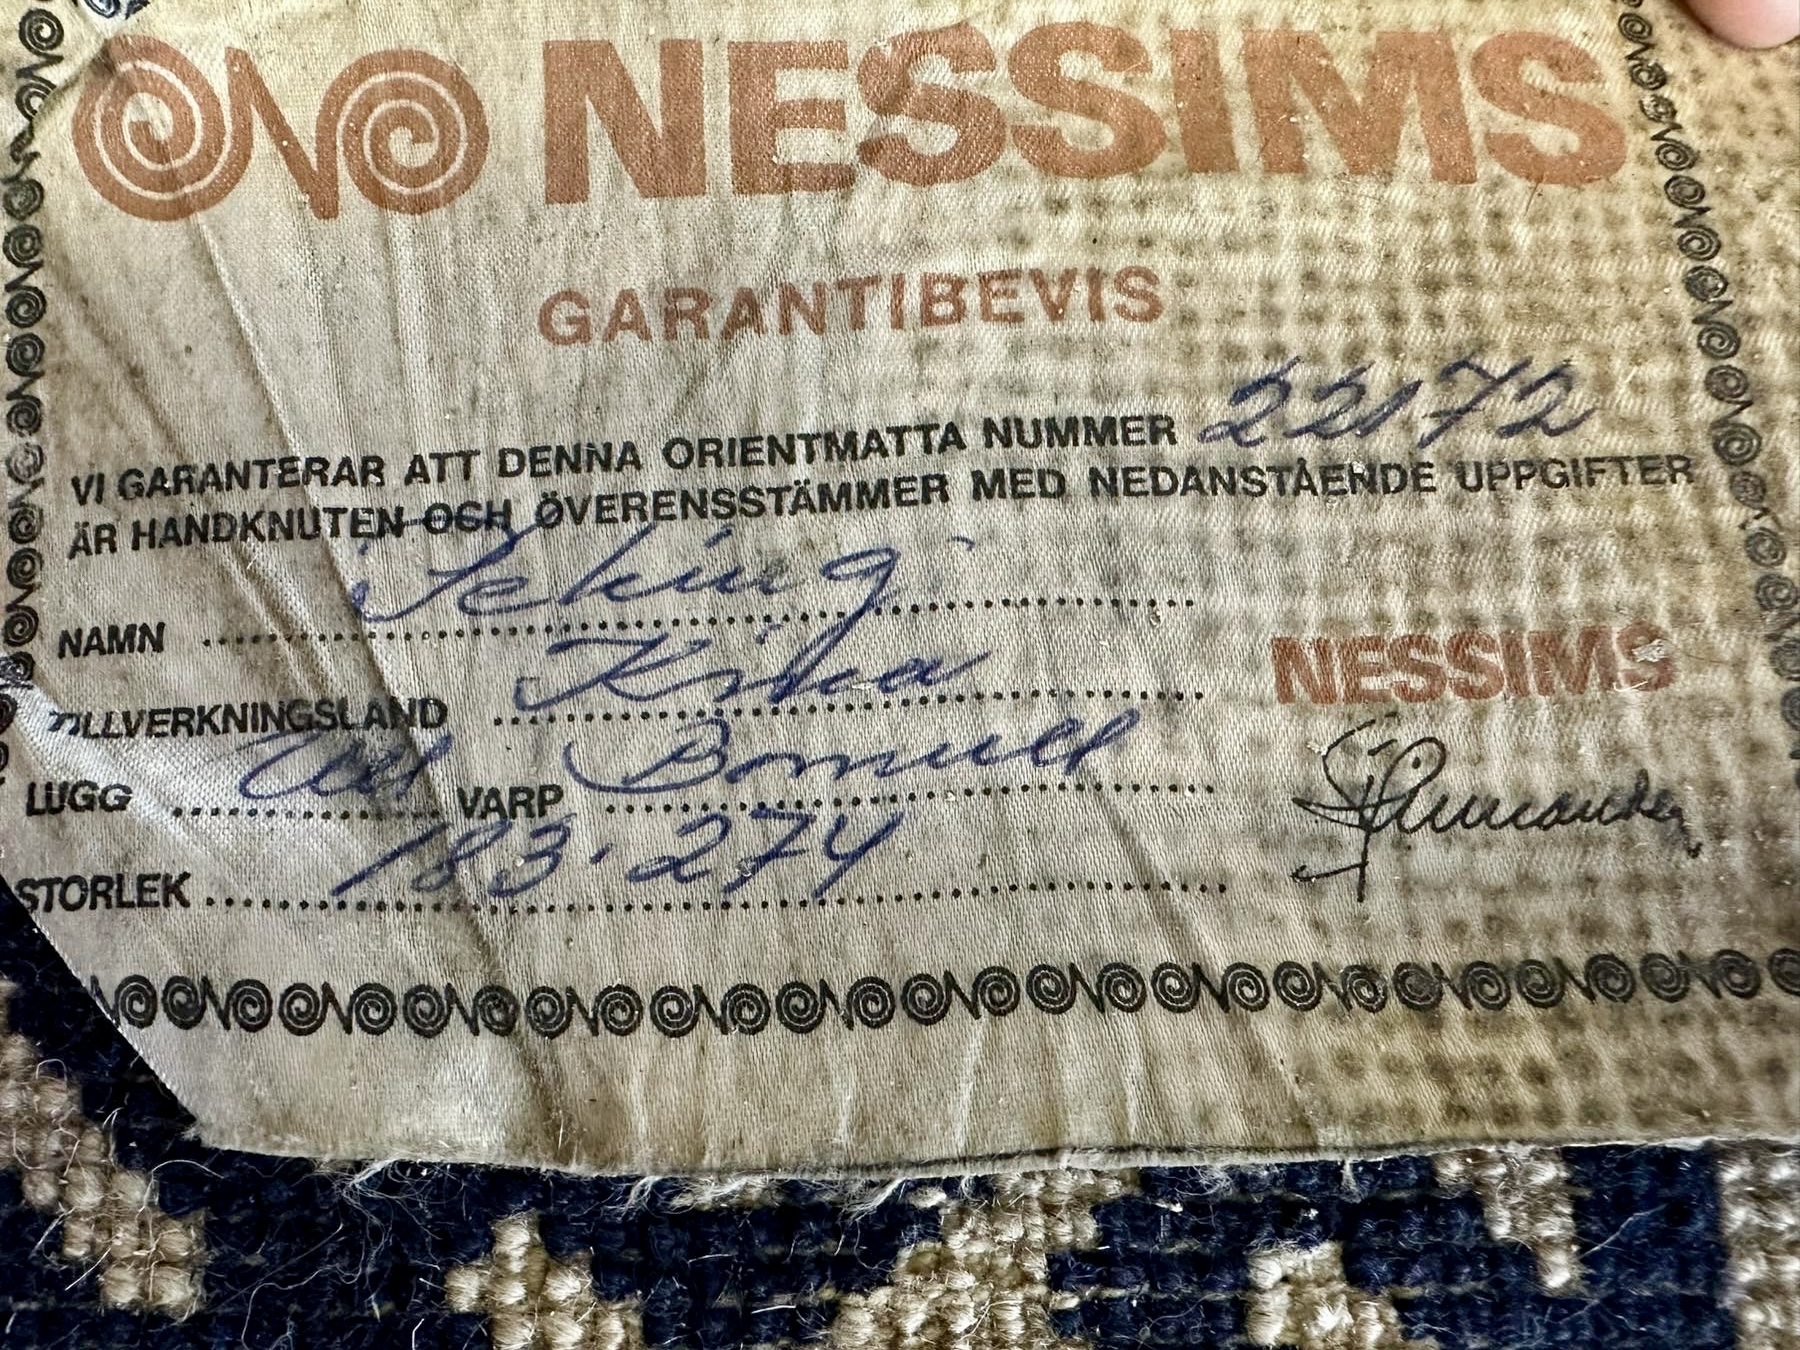 NESSIMS
GARANTIBEVIS
VI GARANTERAR ATT DENNA ORIENTMATTA NUMMER 22172
ÄR HANDKNUTEN OCH ÖVERENSSTÄMMER MED NEDANSTÅENDE UPPGIFTER
NAMN Peking
TILLVERKNINGSLAND Kina
NESSIMS
LUGG Ull VARP Bomull
STORLEK 183·274